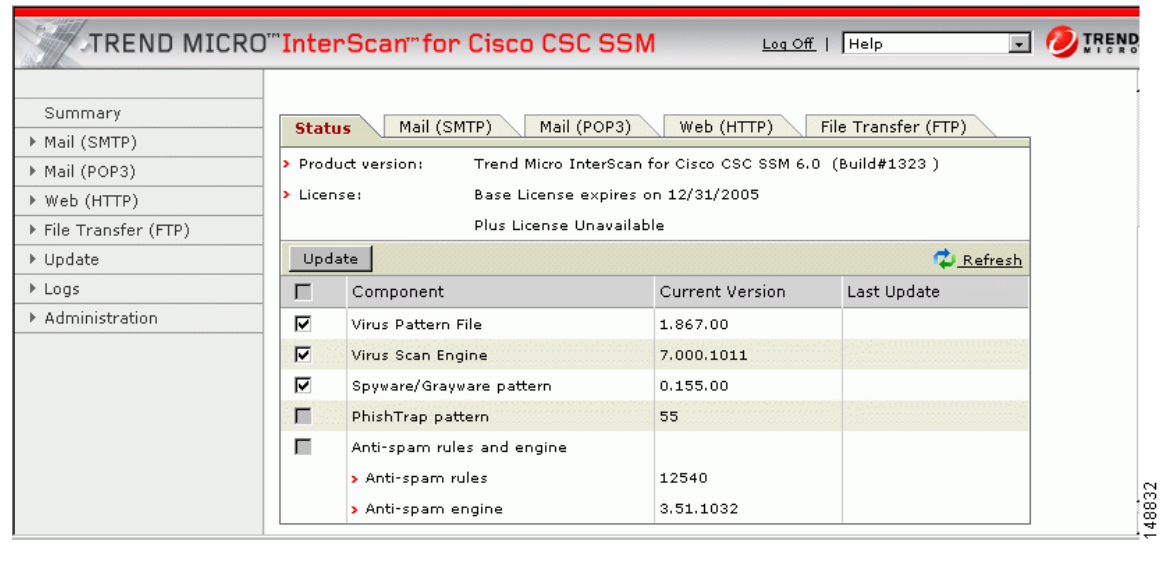 TREND MICRO™ InterScan™ for Cisco CSC SSM
Log Off | Help
TREND MICRO
Summary
Mail (SMTP)
Mail (POP3)
Web (HTTP)
File Transfer (FTP)
Update
Logs
Administration
Status Mail (SMTP) Mail (POP3) Web (HTTP) File Transfer (FTP)
Product version: Trend Micro InterScan for Cisco CSC SSM 6.0 (Build#1323 )
License: Base License expires on 12/31/2005
Plus License Unavailable
Update Refresh
Component Current Version Last Update
Virus Pattern File 1.867.00
Virus Scan Engine 7.000.1011
Spyware/Grayware pattern 0.155.00
PhishTrap pattern 55
Anti-spam rules and engine
Anti-spam rules 12540
Anti-spam engine 3.51.1032
148832